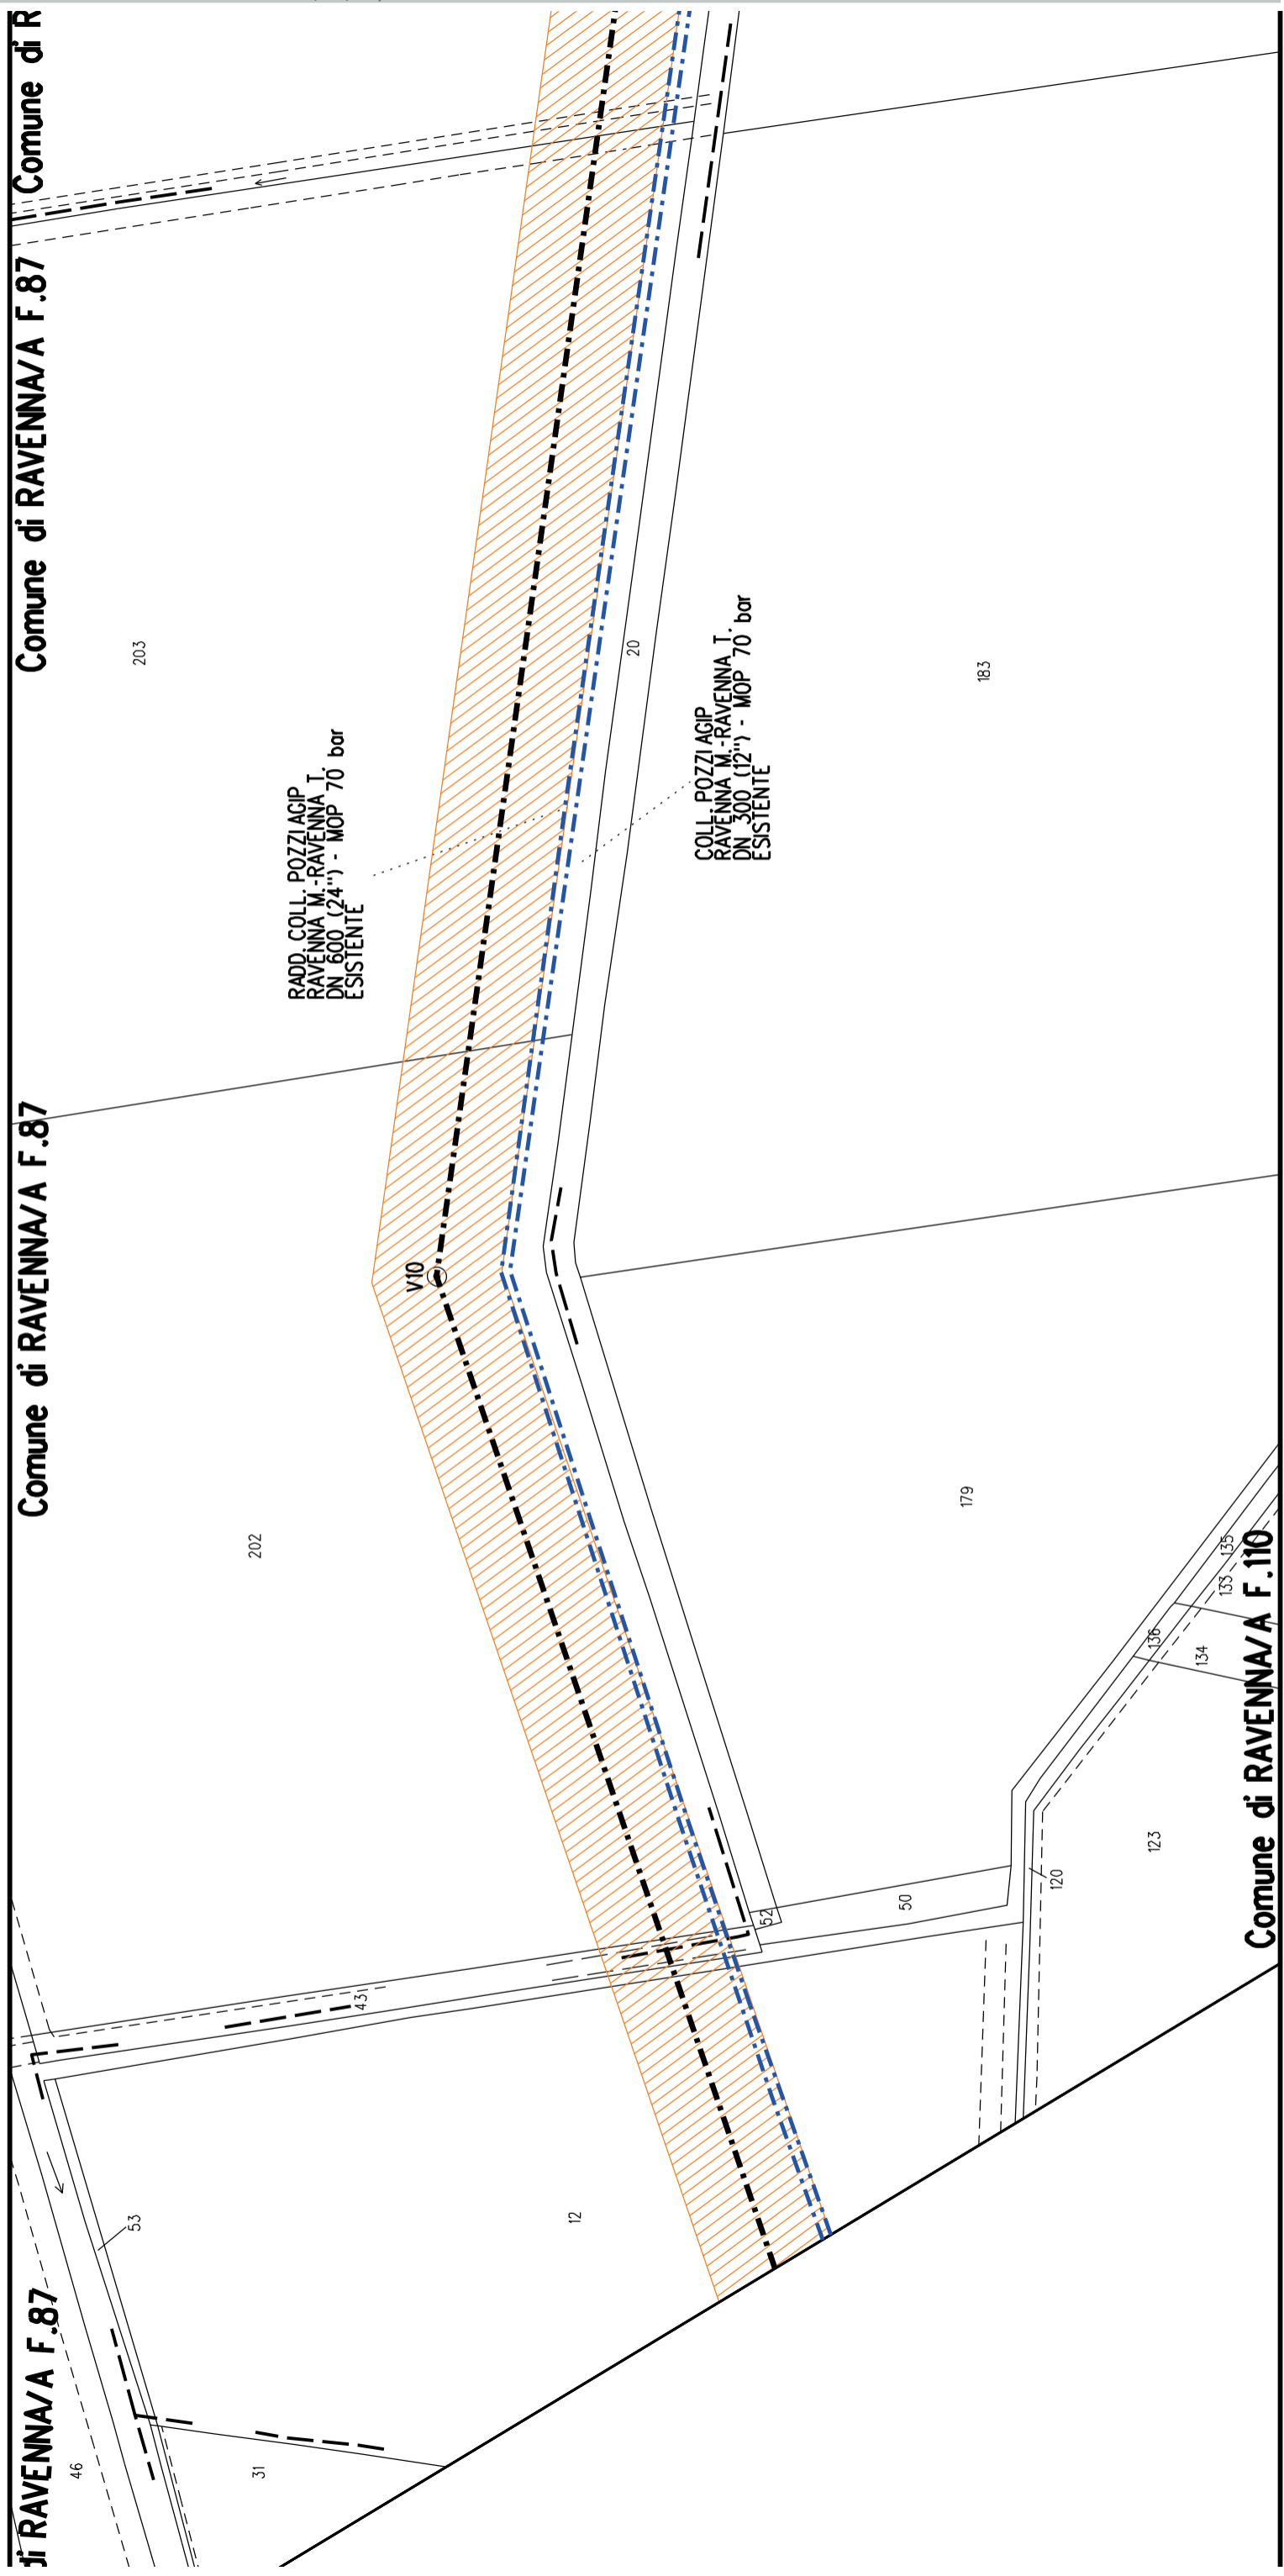 Comune di R
Comune di RAVENNA/A F.87
203
20
183
RADD. COLL. POZZI AGIP
RAVENNA M.-RAVENNA T.
DN 600 (24") - MOP 70 bar
ESISTENTE
COLL. POZZI AGIP
RAVENNA M.-RAVENNA T.
DN 300 (12") - MOP 70 bar
ESISTENTE
Comune di RAVENNA/A F.87
V10
202
179
135
133
136
134
Comune di RAVENNA/A F.110
123
120
50
52
43
53
12
di RAVENNA/A F.87
46
31